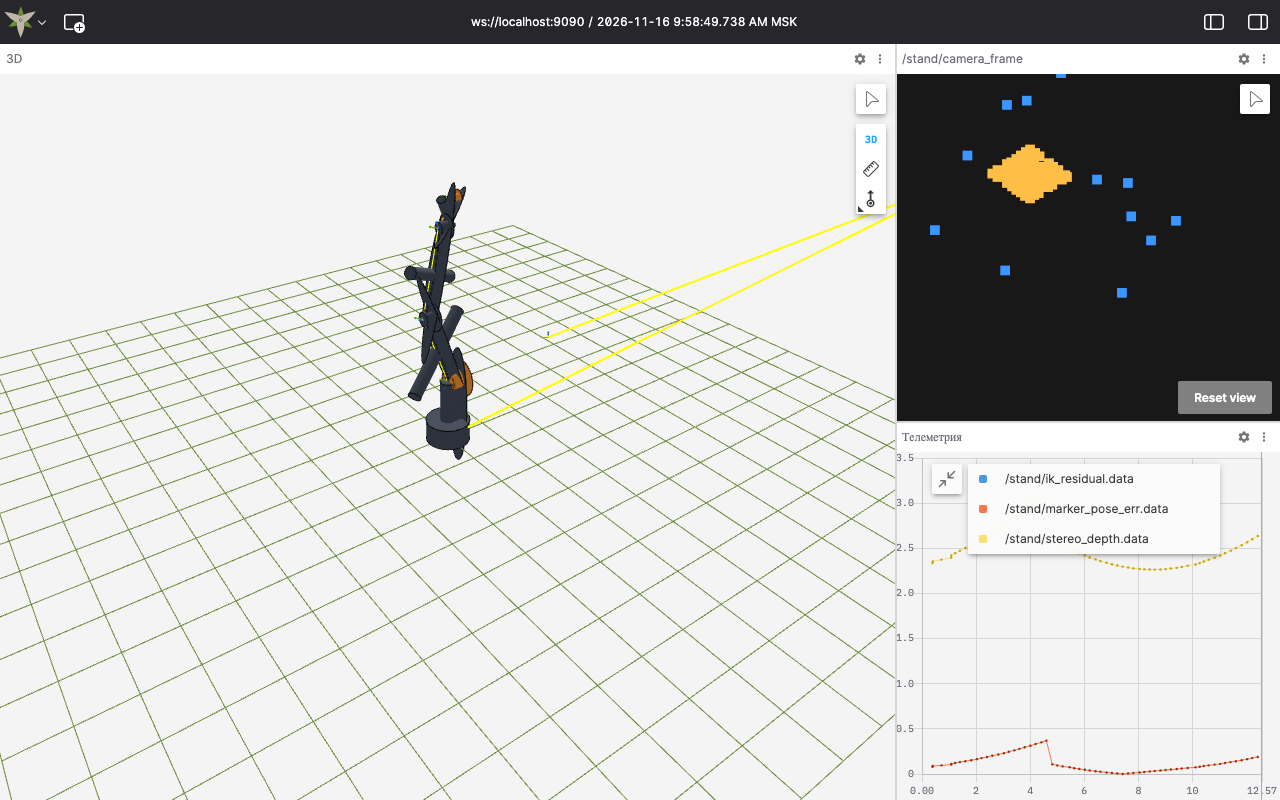 ws://localhost:9090 / 2026-11-16 9:58:49.738 AM MSK
3D
3D
/stand/camera_frame
Reset view
Телеметрия
3.5
3.0
2.5
2.0
1.5
1.0
0.5
0
/stand/ik_residual.data
/stand/marker_pose_err.data
/stand/stereo_depth.data
0.00 2 4 6 8 10 12.57